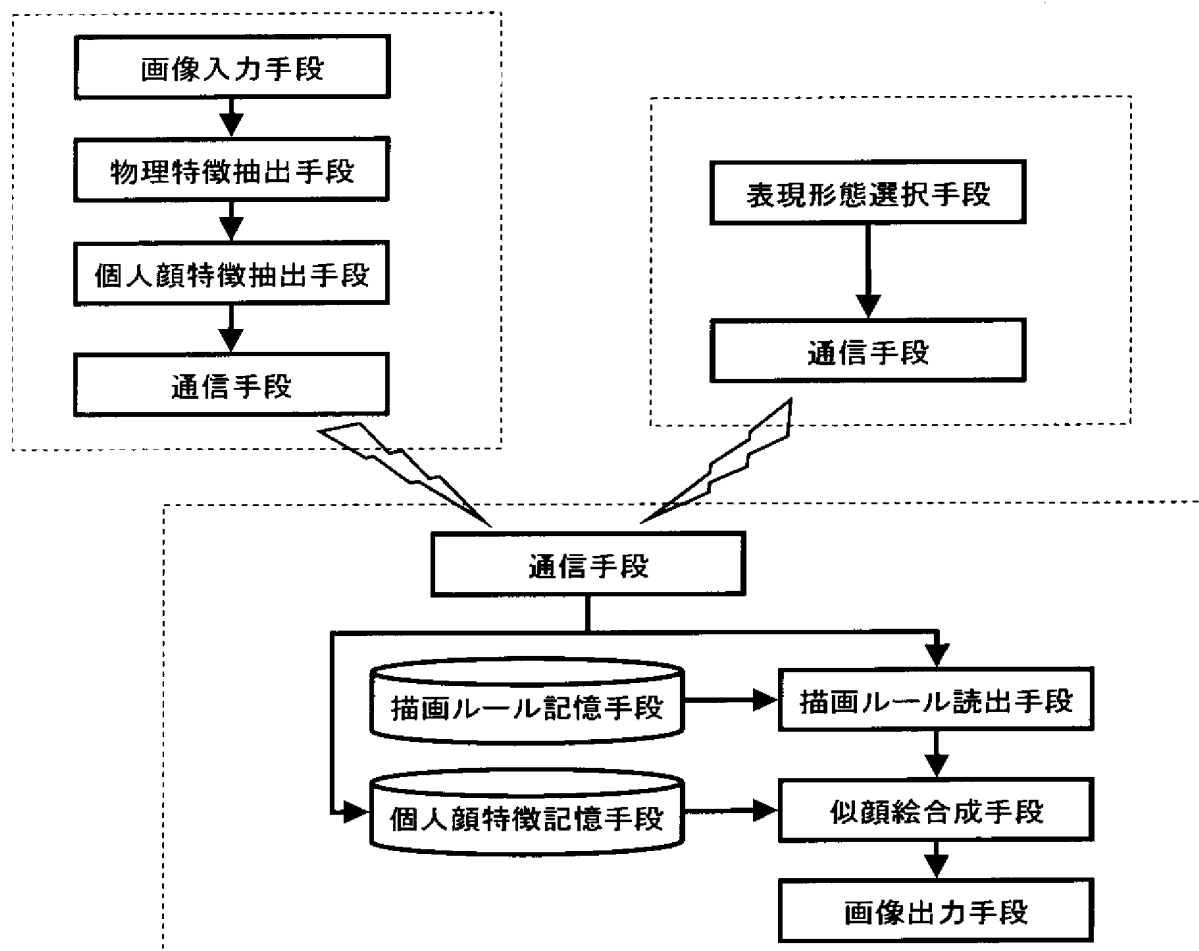 画像入力手段
物理特徴抽出手段
個人顔特徴抽出手段
通信手段
表現形態選択手段
通信手段
通信手段
描画ルール記憶手段
描画ルール読出手段
個人顔特徴記憶手段
似顔絵合成手段
画像出力手段